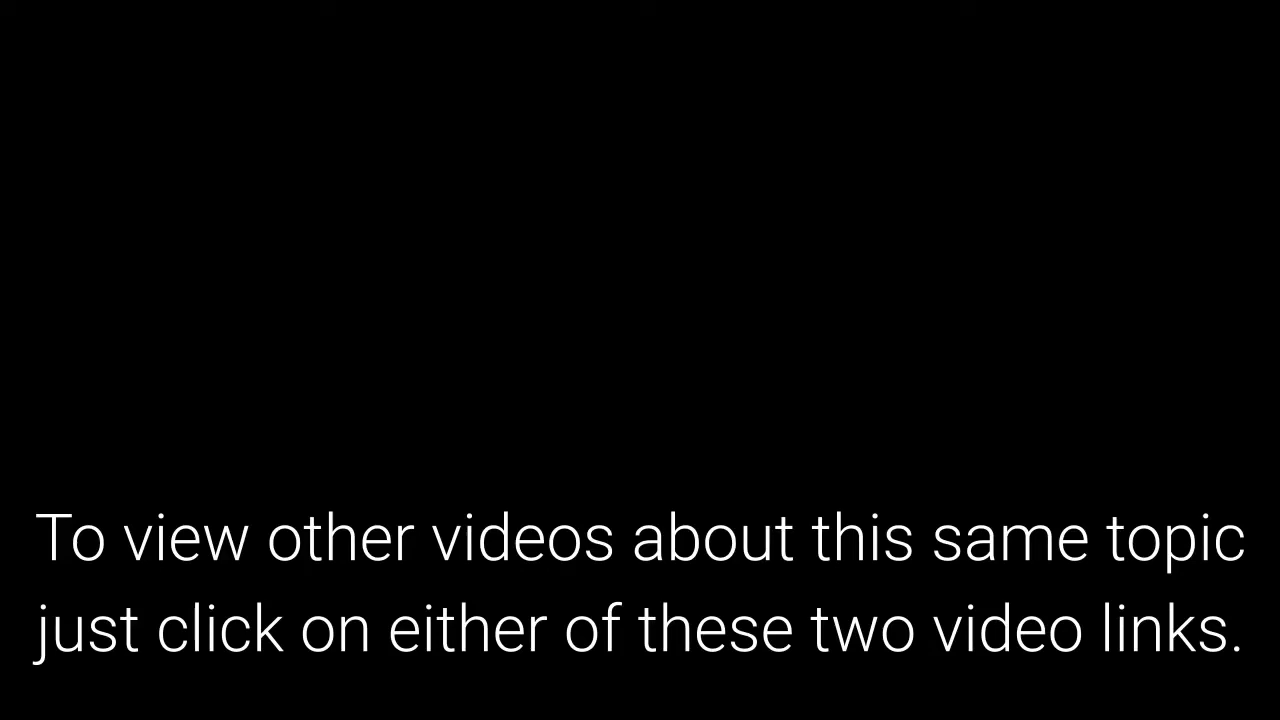 To view other videos about this same topic
just click on either of these two video links.